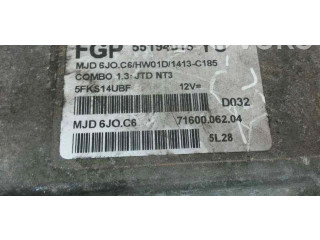 FGP
MJD 6JO.C6/HW01D/1413-C185
COMBO 1.3: JTD NT3
5FKS14UBF 12V=
D032
MJD 6JO.C6 71600.062.04
5L28